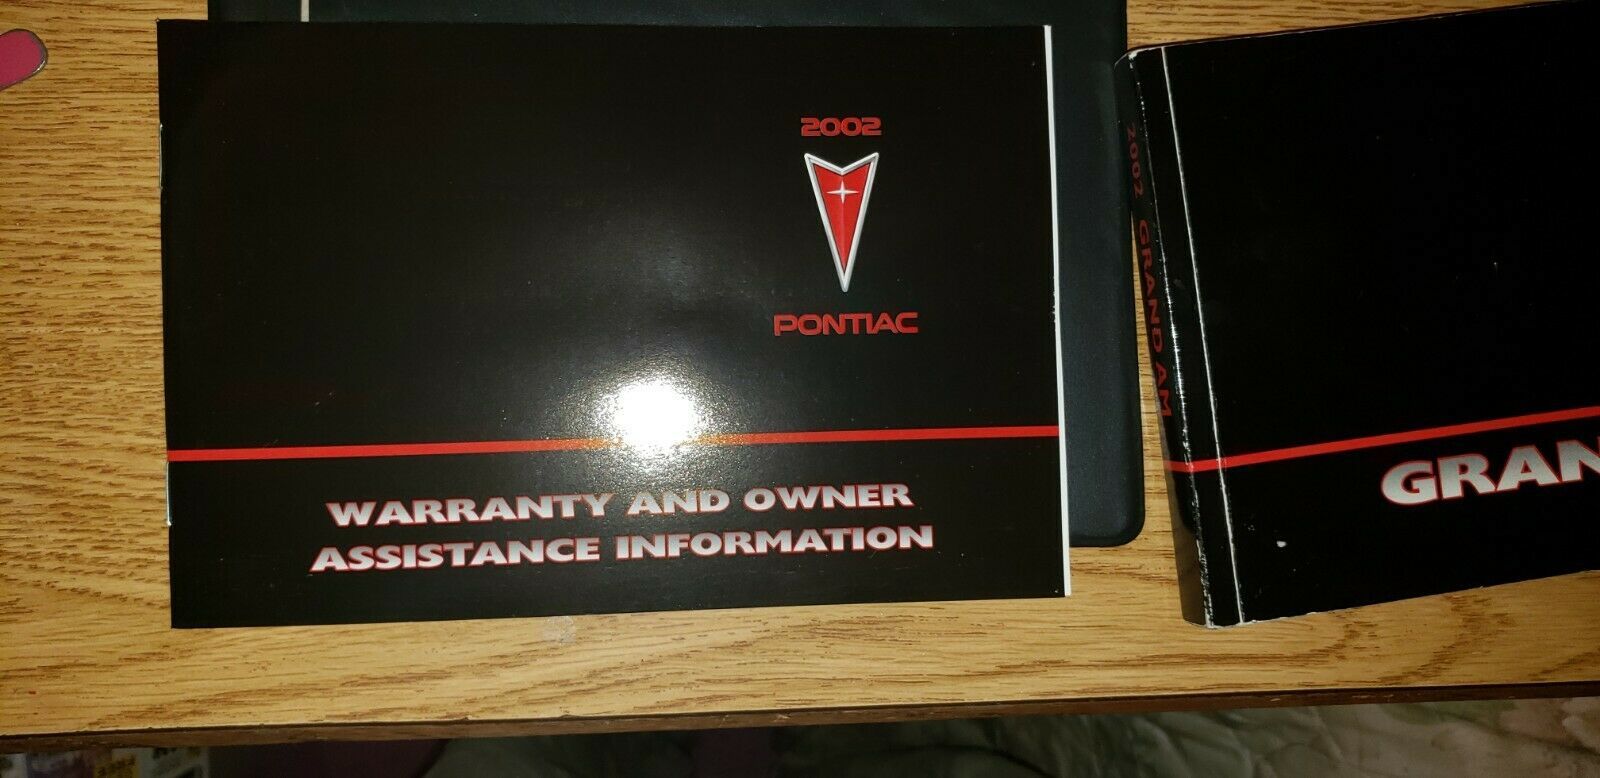 2002
PONTIAC
WARRANTY AND OWNER
ASSISTANCE INFORMATION
2002 GRAND AM
GRAN